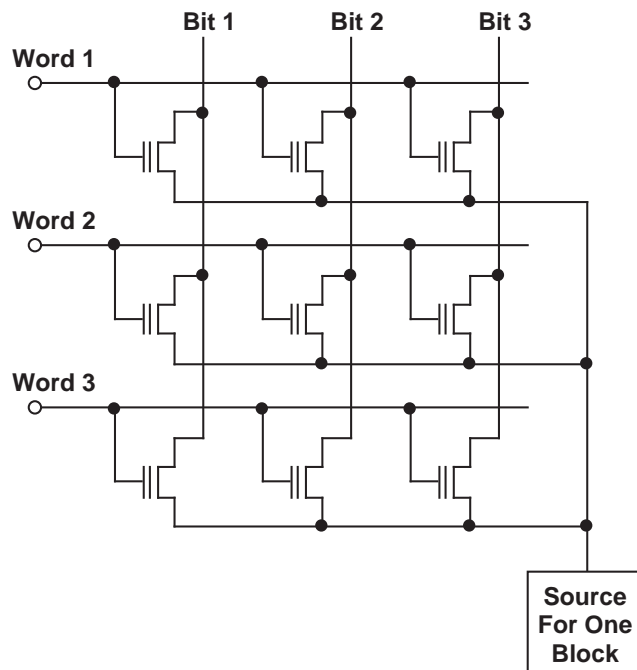 Bit 1 Bit 2 Bit 3
Word 1
Word 2
Word 3
Source
For One
Block